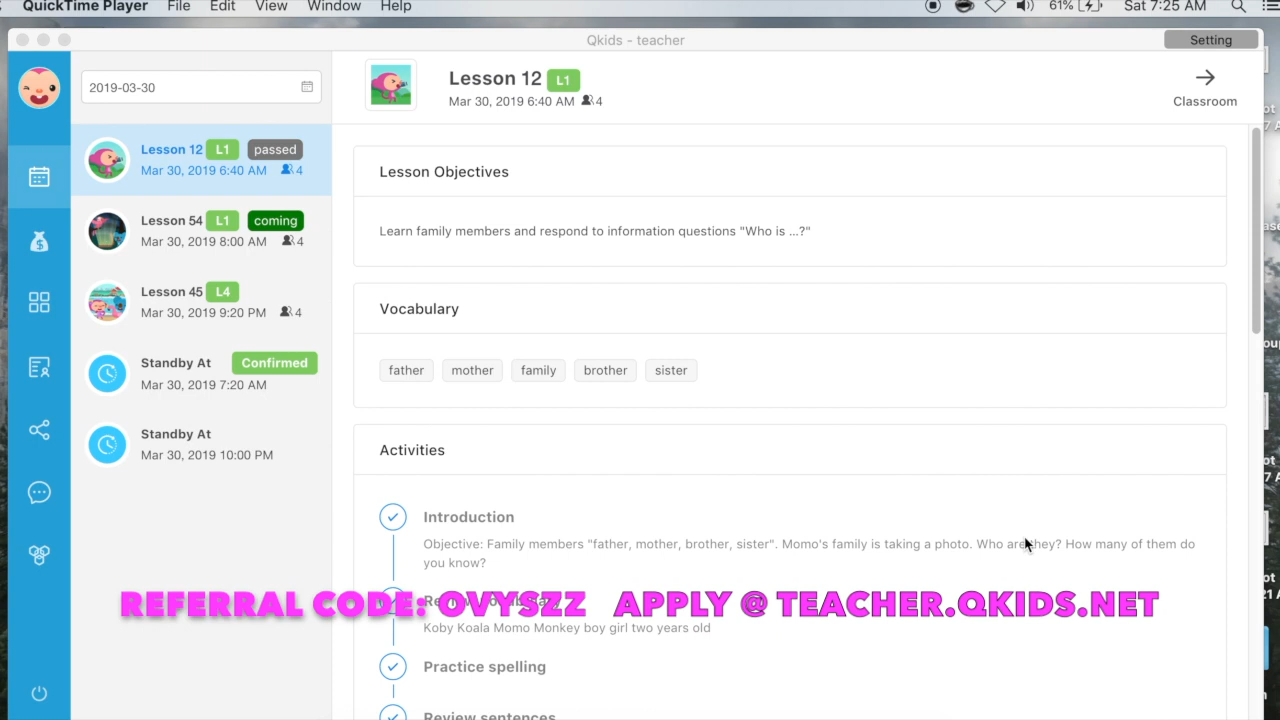 QuickTime Player File Edit View Window Help 61% Sat 7:25 AM
Qkids - teacher
Setting
2019-03-30
Lesson 12 L1 passed
Mar 30, 2019 6:40 AM 4
Lesson 54 L1 coming
Mar 30, 2019 8:00 AM 4
Lesson 45 L4
Mar 30, 2019 9:20 PM 4
Standby At Confirmed
Mar 30, 2019 7:20 AM
Standby At
Mar 30, 2019 10:00 PM
Lesson 12 L1
Mar 30, 2019 6:40 AM 4
Classroom
Lesson Objectives
Learn family members and respond to information questions "Who is ...?"
Vocabulary
father mother family brother sister
Activities
Introduction
Objective: Family members "father, mother, brother, sister". Momo's family is taking a photo. Who are they? How many of them do
you know?
REFERRAL CODE: OVYSZZ APPLY @ TEACHER.QKIDS.NET
Koby Koala Momo Monkey boy girl two years old
Practice spelling
Review sentences